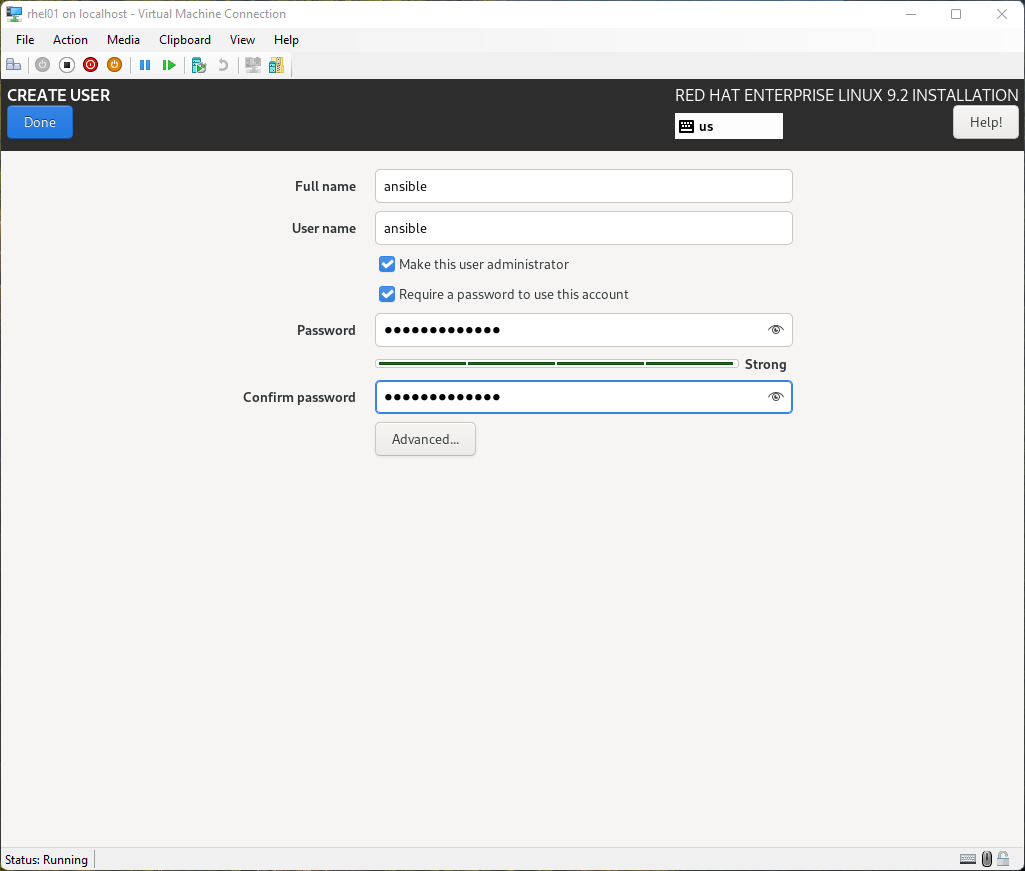 rhel01 on localhost - Virtual Machine Connection
File Action Media Clipboard View Help
CREATE USER
RED HAT ENTERPRISE LINUX 9.2 INSTALLATION
Done
us
Help!
Full name ansible
User name ansible
Make this user administrator
Require a password to use this account
Password ●●●●●●●●●●●●●
Strong
Confirm password ●●●●●●●●●●●●●
Advanced...
Status: Running